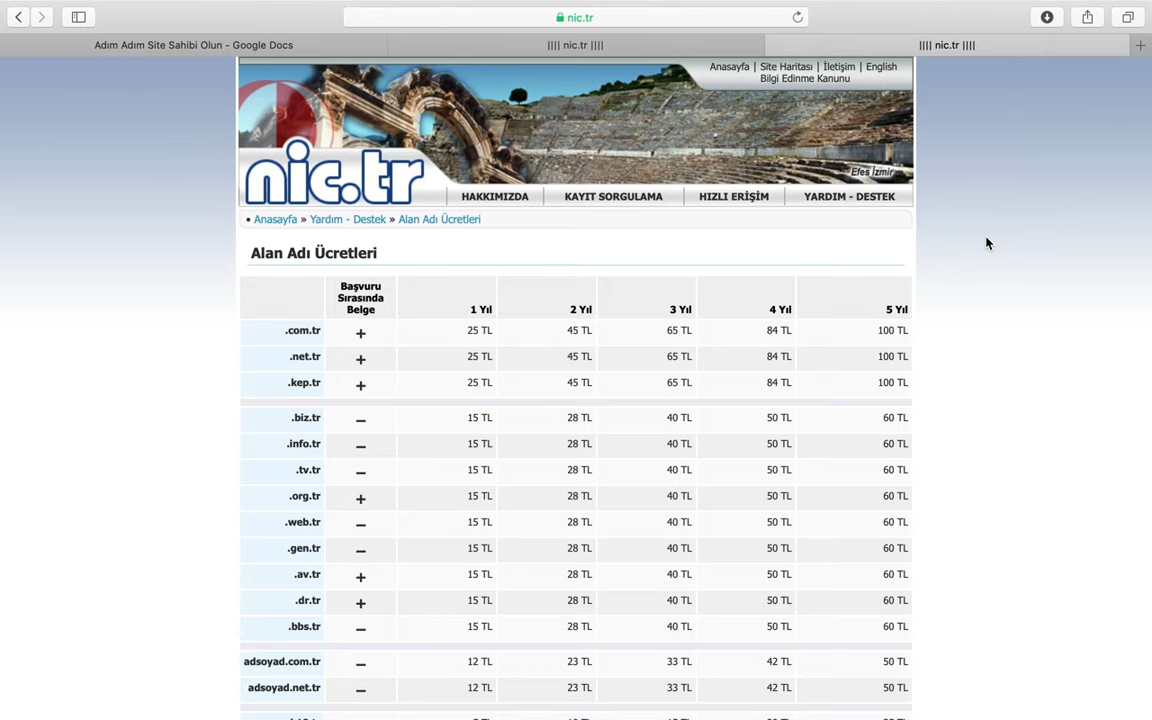 nic.tr
Adım Adım Site Sahibi Olun - Google Docs
|||| nic.tr ||||
|||| nic.tr ||||
Anasayfa | Site Haritası | İletişim | English
Bilgi Edinme Kanunu
Efes İzmir
nic.tr
HAKKIMIZDA
KAYIT SORGULAMA
HIZLI ERİŞİM
YARDIM - DESTEK
• Anasayfa » Yardım - Destek » Alan Adı Ücretleri
Alan Adı Ücretleri
Başvuru
Sırasında
Belge
1 Yıl 2 Yıl 3 Yıl 4 Yıl 5 Yıl
.com.tr + 25 TL 45 TL 65 TL 84 TL 100 TL
.net.tr + 25 TL 45 TL 65 TL 84 TL 100 TL
.kep.tr + 25 TL 45 TL 65 TL 84 TL 100 TL
.biz.tr – 15 TL 28 TL 40 TL 50 TL 60 TL
.info.tr – 15 TL 28 TL 40 TL 50 TL 60 TL
.tv.tr – 15 TL 28 TL 40 TL 50 TL 60 TL
.org.tr + 15 TL 28 TL 40 TL 50 TL 60 TL
.web.tr – 15 TL 28 TL 40 TL 50 TL 60 TL
.gen.tr – 15 TL 28 TL 40 TL 50 TL 60 TL
.av.tr + 15 TL 28 TL 40 TL 50 TL 60 TL
.dr.tr + 15 TL 28 TL 40 TL 50 TL 60 TL
.bbs.tr – 15 TL 28 TL 40 TL 50 TL 60 TL
adsoyad.com.tr – 12 TL 23 TL 33 TL 42 TL 50 TL
adsoyad.net.tr – 12 TL 23 TL 33 TL 42 TL 50 TL